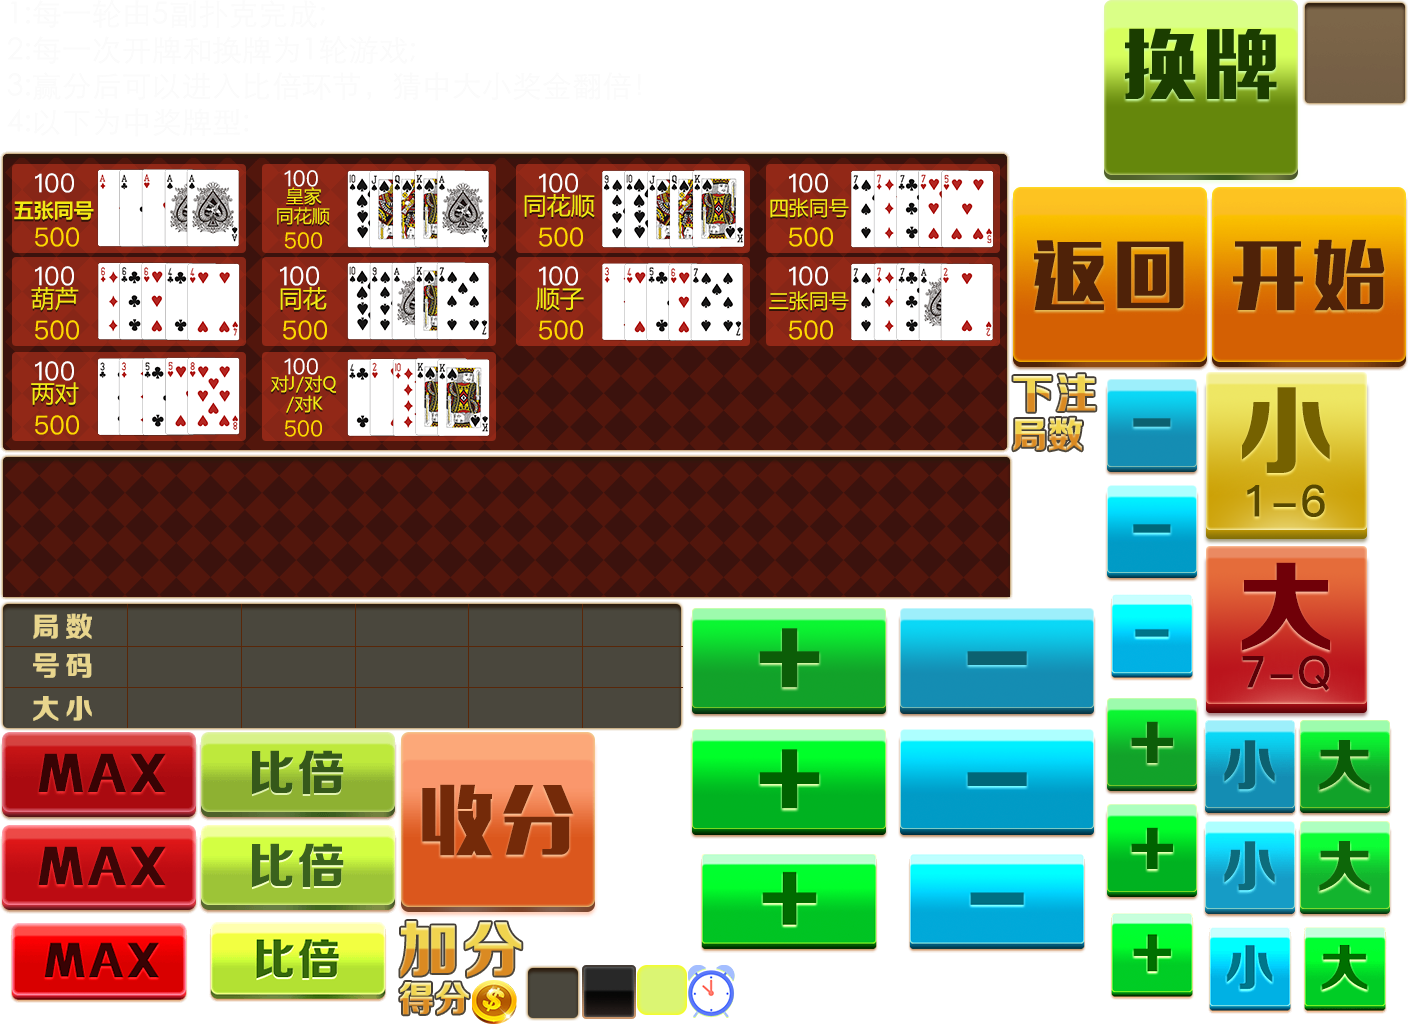 1:每一轮由5副扑克完成;
2:每一次开牌和换牌为1轮游戏;
3:赢分后可以进入比倍环节，猜中大小奖金翻倍!
4:以下为中奖牌型:
换牌
100
五张同号
500
100
皇家
同花顺
500
100
同花顺
500
100
四张同号
500
返回
开始
100
葫芦
500
100
同花
500
100
顺子
500
100
三张同号
500
100
两对
500
100
对J/对Q
/对K
500
下注
局数
小
1-6
大
7-Q
局数
号码
大小
MAX
比倍
收分
MAX
比倍
MAX
比倍
加分
得分
+
−
−
−
−
+
−
+
+
−
+
+
小
大
小
大
小
大